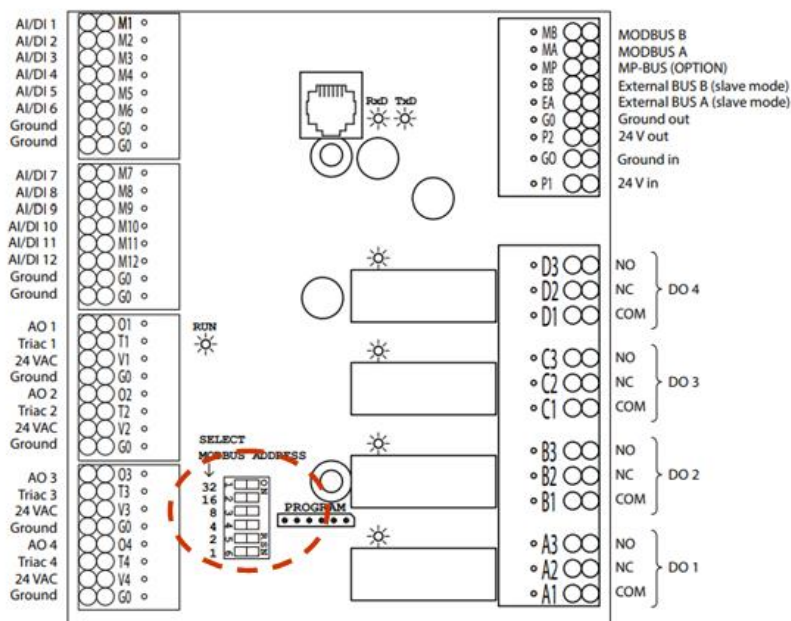 AI/DI 1 M1
AI/DI 2 M2
AI/DI 3 M3
AI/DI 4 M4
AI/DI 5 M5
AI/DI 6 M6
Ground G0
Ground G0
AI/DI 7 M7
AI/DI 8 M8
AI/DI 9 M9
AI/DI 10 M10
AI/DI 11 M11
AI/DI 12 M12
Ground G0
Ground G0
AO 1 O1
Triac 1 T1
24 VAC V1
Ground G0
AO 2 O2
Triac 2 T2
24 VAC V2
Ground G0
AO 3 O3
Triac 3 T3
24 VAC V3
Ground G0
AO 4 O4
Triac 4 T4
24 VAC V4
Ground G0
RxD TxD
RUN
SELECT
MODBUS ADDRESS
32 1 ON
16 2
8 3
4 4
2 5
1 6
PROGRAM
MB MODBUS B
MA MODBUS A
MP MP-BUS (OPTION)
EB External BUS B (slave mode)
EA External BUS A (slave mode)
G0 Ground out
P2 24 V out
GO Ground in
P1 24 V in
D3 NO
D2 NC DO 4
D1 COM
C3 NO
C2 NC DO 3
C1 COM
B3 NO
B2 NC DO 2
B1 COM
A3 NO
A2 NC DO 1
A1 COM